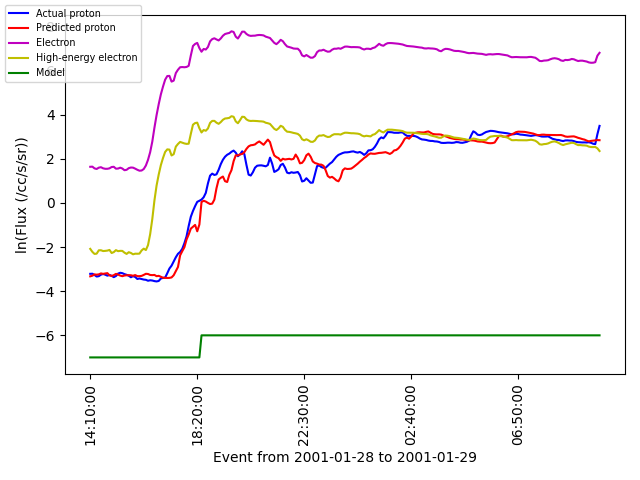 Actual proton
Predicted proton
Electron
High-energy electron
Model
ln(Flux (/cc/s/sr))
4
2
0
−2
−4
−6
14:10:00
18:20:00
22:30:00
02:40:00
06:50:00
Event from 2001-01-28 to 2001-01-29